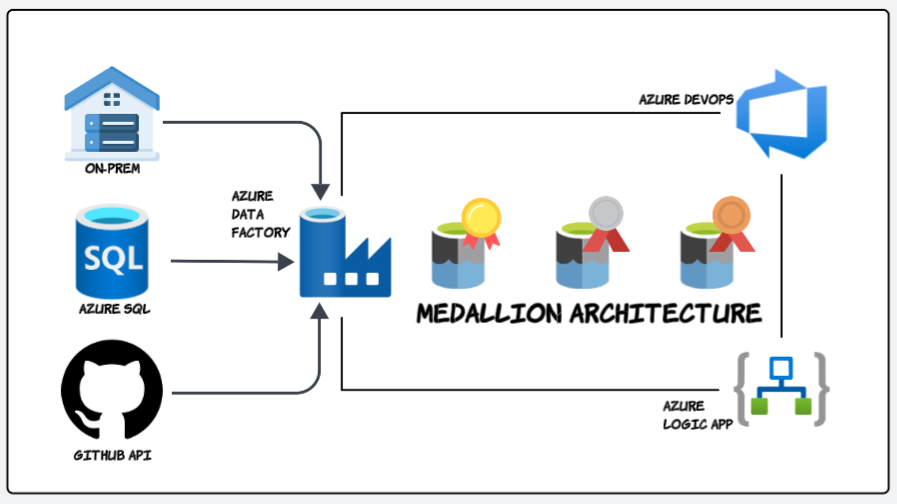 ON-PREM
AZURE
DATA
FACTORY
SQL
AZURE SQL
GITHUB API
MEDALLION ARCHITECTURE
AZURE DEVOPS
AZURE
LOGIC APP